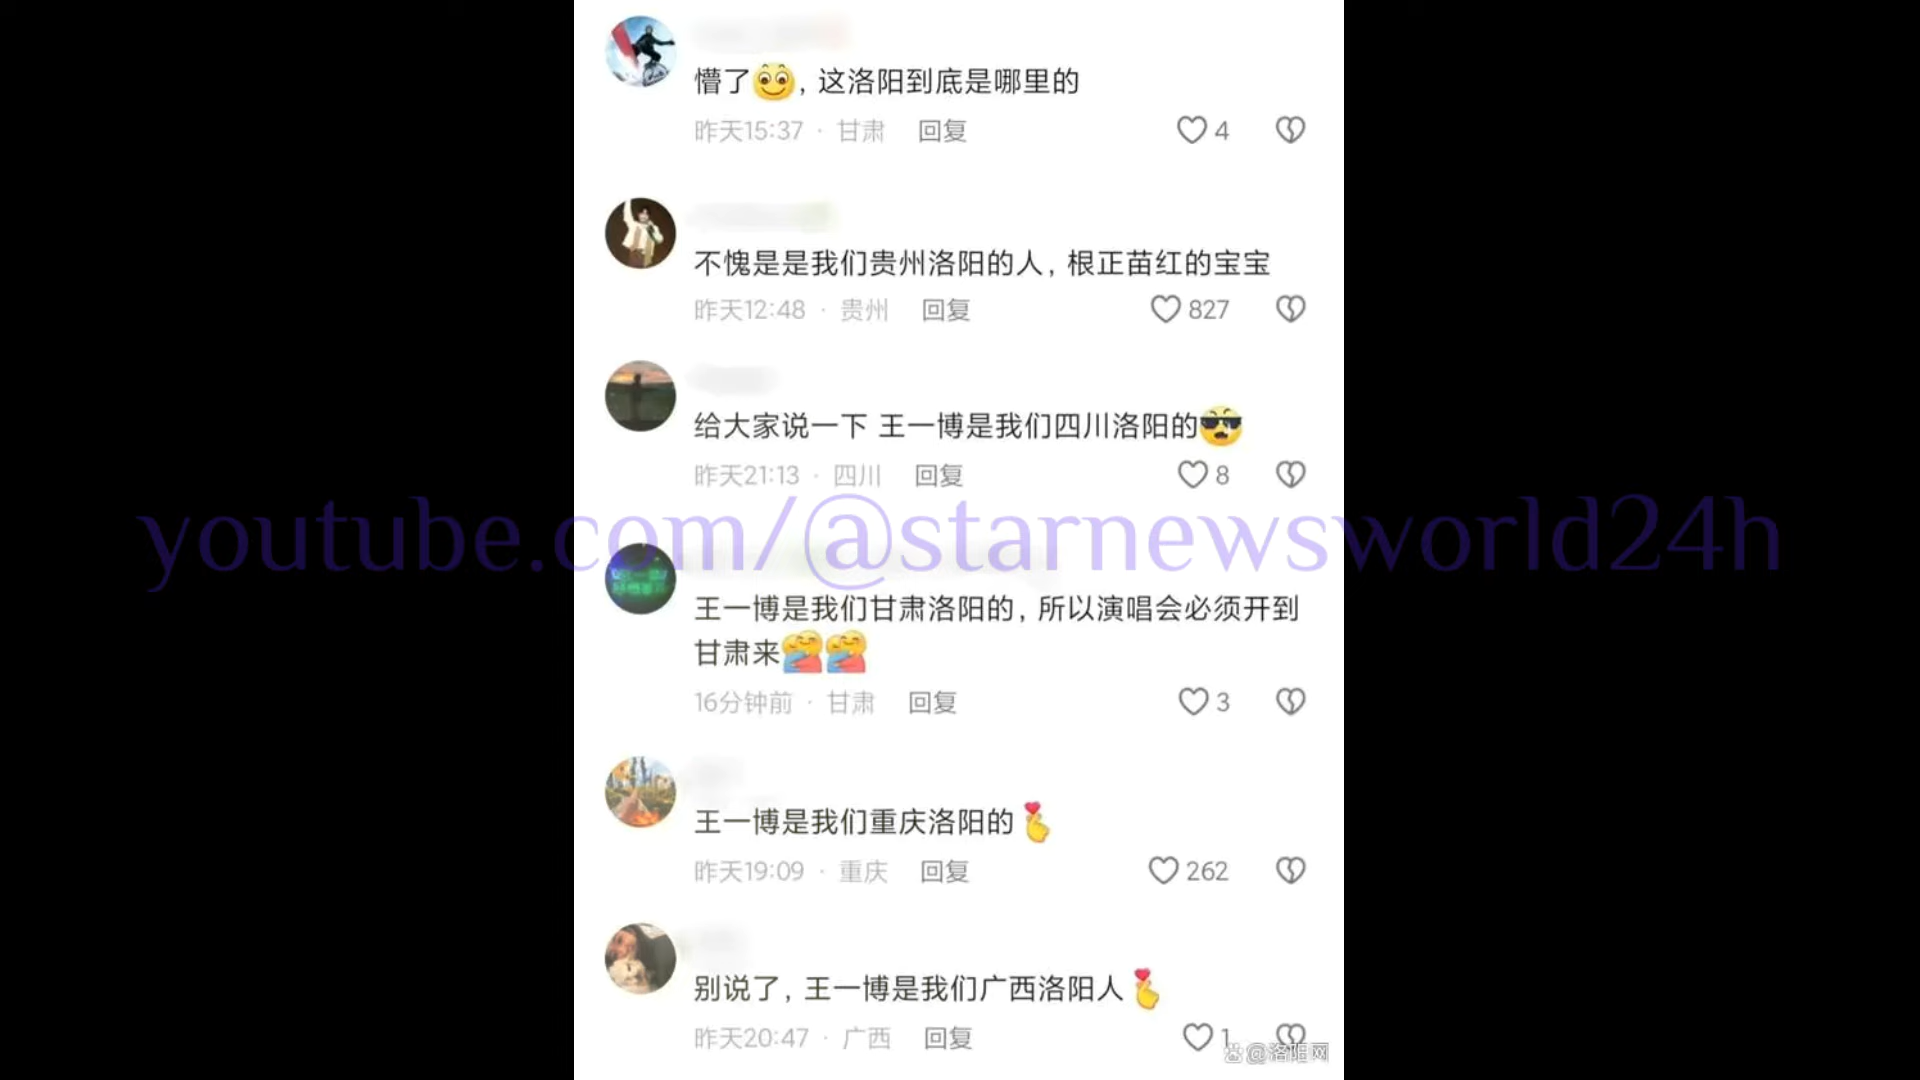 懵了，这洛阳到底是哪里的
昨天15:37 · 甘肃 回复 4
不愧是是我们贵州洛阳的人，根正苗红的宝宝
昨天12:48 · 贵州 回复 827
给大家说一下 王一博是我们四川洛阳的
昨天21:13 · 四川 回复 8
youtube.com/@starnewsworld24h
王一博是我们甘肃洛阳的，所以演唱会必须开到
甘肃来
16分钟前 · 甘肃 回复 3
王一博是我们重庆洛阳的
昨天19:09 · 重庆 回复 262
别说了，王一博是我们广西洛阳人
昨天20:47 · 广西 回复 1
@洛阳网